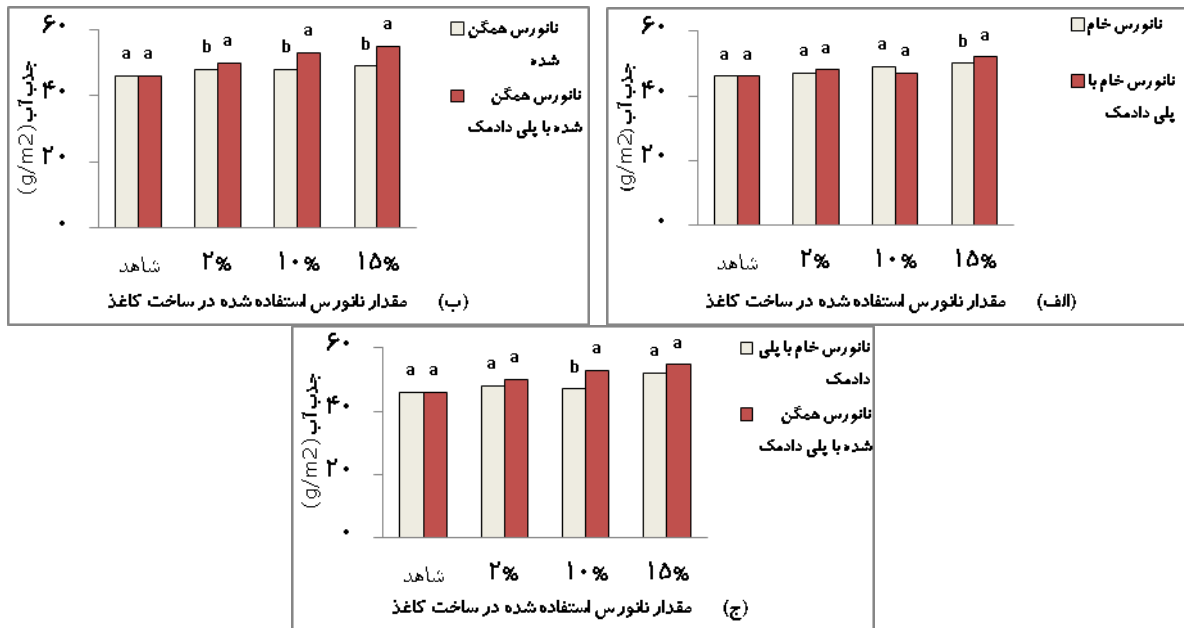 ۶۰
۴۰
۲۰
۰
جذب آب (g/m2)
a a a a a a b a
شاهد ۲% ۱۰% ۱۵%
نانورس خام
نانورس خام با
پلی دادمک
(الف) مقدار نانورس استفاده شده در ساخت کاغذ
۶۰
۴۰
۲۰
۰
جذب آب (g/m2)
a a b a b a b a
شاهد ۲% ۱۰% ۱۵%
نانورس همگن
شده
نانورس همگن
شده با پلی دادمک
(ب) مقدار نانورس استفاده شده در ساخت کاغذ
۶۰
۴۰
۲۰
۰
جذب آب (g/m2)
a a a a b a a a
شاهد ۲% ۱۰% ۱۵%
نانورس خام با پلی
دادمک
نانورس همگن
شده با پلی دادمک
(ج) مقدار نانورس استفاده شده در ساخت کاغذ